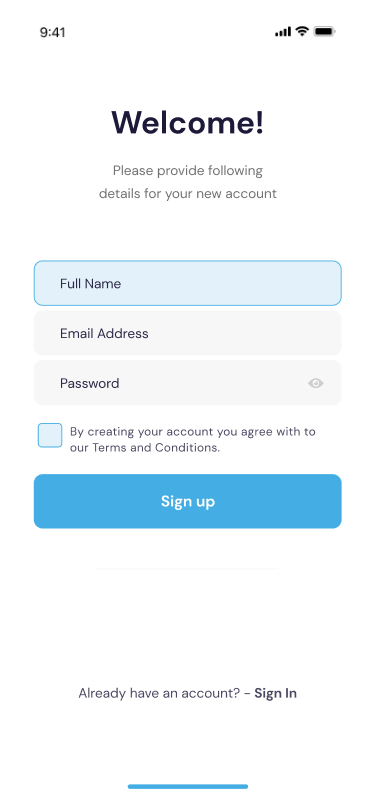 9:41
Welcome!
Please provide following
details for your new account
Full Name
Email Address
Password
By creating your account you agree with to
our Terms and Conditions.
Sign up
Already have an account? - Sign In